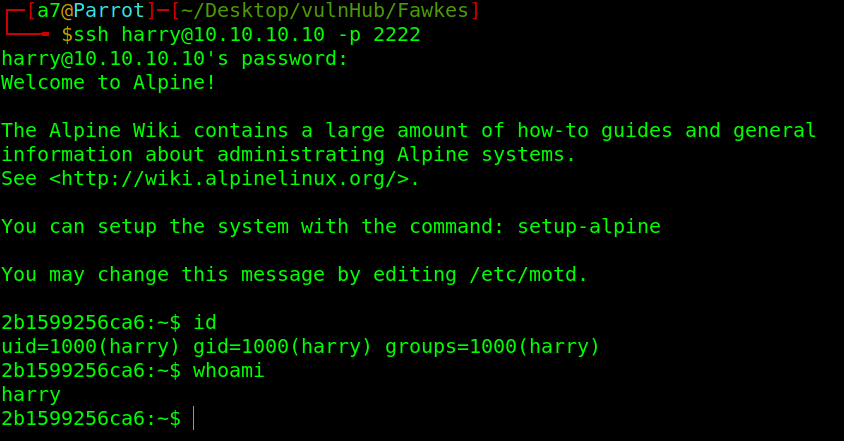 ┌─[a7@Parrot]─[~/Desktop/vulnHub/Fawkes]
└──╼ $ssh harry@10.10.10.10 -p 2222
harry@10.10.10.10's password:
Welcome to Alpine!
The Alpine Wiki contains a large amount of how-to guides and general
information about administrating Alpine systems.
See <http://wiki.alpinelinux.org/>.
You can setup the system with the command: setup-alpine
You may change this message by editing /etc/motd.
2b1599256ca6:~$ id
uid=1000(harry) gid=1000(harry) groups=1000(harry)
2b1599256ca6:~$ whoami
harry
2b1599256ca6:~$